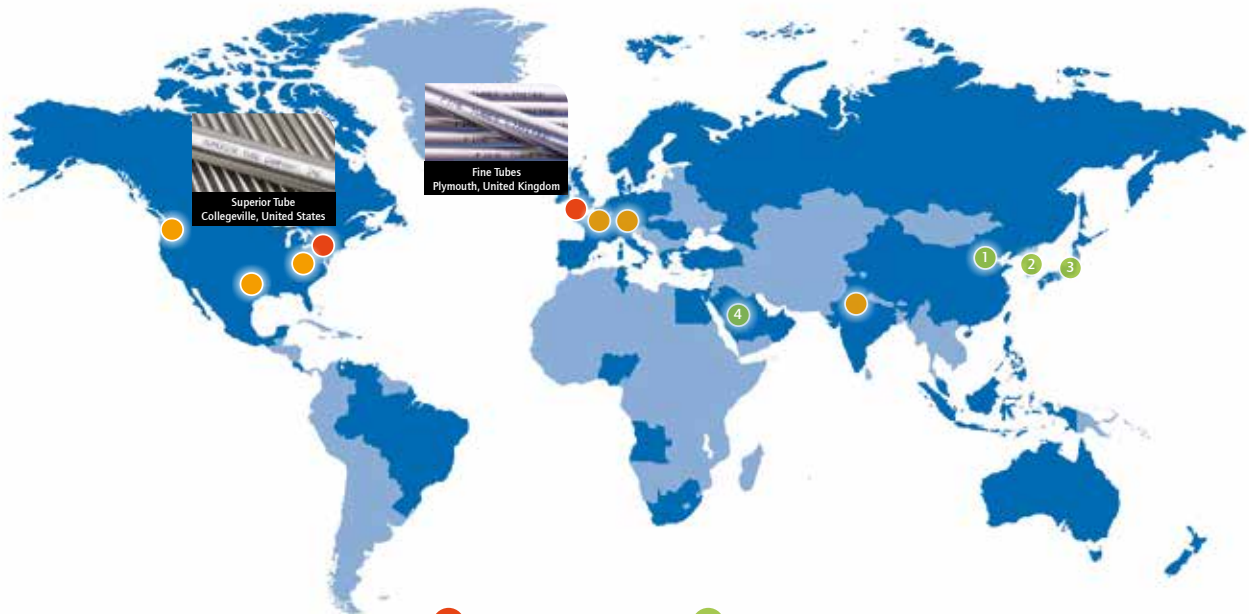 Superior Tube
Collegeville, United States
Fine Tubes
Plymouth, United Kingdom
1
2
3
4